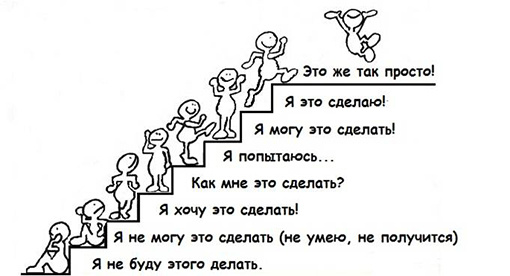 Это же так просто!
Я это сделаю!
Я могу это сделать!
Я попытаюсь...
Как мне это сделать?
Я хочу это сделать!
Я не могу это сделать (не умею, не получится)
Я не буду этого делать.